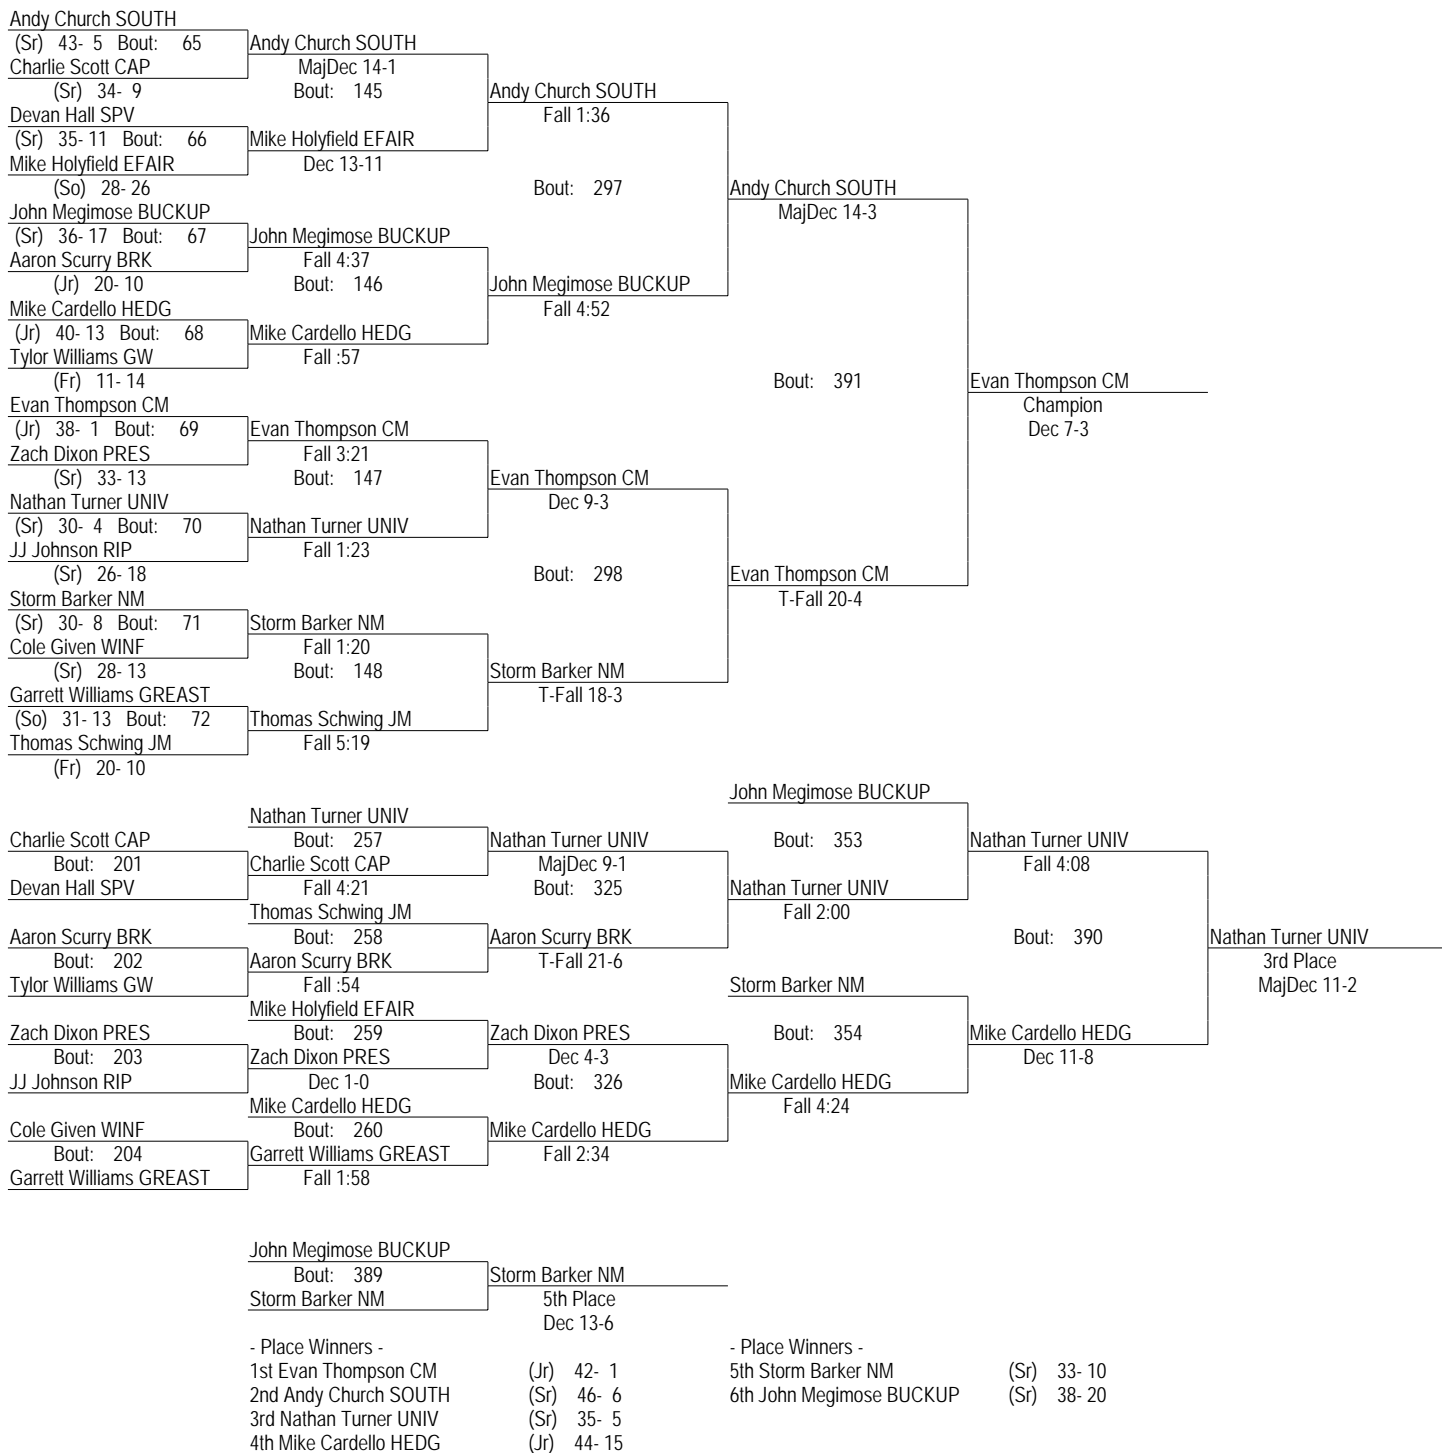 Andy Church SOUTH
(Sr) 43- 5 Bout: 65 Andy Church SOUTH
Charlie Scott CAP MajDec 14-1
(Sr) 34- 9 Bout: 145 Andy Church SOUTH
Devan Hall SPV Fall 1:36
(Sr) 35- 11 Bout: 66 Mike Holyfield EFAIR
Mike Holyfield EFAIR Dec 13-11
(So) 28- 26 Bout: 297 Andy Church SOUTH
John Megimose BUCKUP MajDec 14-3
(Sr) 36- 17 Bout: 67 John Megimose BUCKUP
Aaron Scurry BRK Fall 4:37
(Jr) 20- 10 Bout: 146 John Megimose BUCKUP
Mike Cardello HEDG Fall 4:52
(Jr) 40- 13 Bout: 68 Mike Cardello HEDG
Tylor Williams GW Fall :57
(Fr) 11- 14 Bout: 391 Evan Thompson CM
Evan Thompson CM Champion
(Jr) 38- 1 Bout: 69 Evan Thompson CM Dec 7-3
Zach Dixon PRES Fall 3:21
(Sr) 33- 13 Bout: 147 Evan Thompson CM
Nathan Turner UNIV Dec 9-3
(Sr) 30- 4 Bout: 70 Nathan Turner UNIV
JJ Johnson RIP Fall 1:23
(Sr) 26- 18 Bout: 298 Evan Thompson CM
Storm Barker NM T-Fall 20-4
(Sr) 30- 8 Bout: 71 Storm Barker NM
Cole Given WINF Fall 1:20
(Sr) 28- 13 Bout: 148 Storm Barker NM
Garrett Williams GREAST T-Fall 18-3
(So) 31- 13 Bout: 72 Thomas Schwing JM
Thomas Schwing JM Fall 5:19
(Fr) 20- 10
John Megimose BUCKUP
Nathan Turner UNIV
Charlie Scott CAP Bout: 257 Nathan Turner UNIV Bout: 353 Nathan Turner UNIV
Bout: 201 Charlie Scott CAP MajDec 9-1 Fall 4:08
Devan Hall SPV Fall 4:21 Bout: 325 Nathan Turner UNIV
Thomas Schwing JM Fall 2:00
Aaron Scurry BRK Bout: 258 Aaron Scurry BRK Bout: 390 Nathan Turner UNIV
Bout: 202 Aaron Scurry BRK T-Fall 21-6 3rd Place
Tylor Williams GW Fall :54 Storm Barker NM MajDec 11-2
Mike Holyfield EFAIR
Zach Dixon PRES Bout: 259 Zach Dixon PRES Bout: 354 Mike Cardello HEDG
Bout: 203 Zach Dixon PRES Dec 4-3 Dec 11-8
JJ Johnson RIP Dec 1-0 Bout: 326 Mike Cardello HEDG
Mike Cardello HEDG Fall 4:24
Cole Given WINF Bout: 260 Mike Cardello HEDG
Bout: 204 Garrett Williams GREAST Fall 2:34
Garrett Williams GREAST Fall 1:58
John Megimose BUCKUP
Bout: 389 Storm Barker NM
Storm Barker NM 5th Place
Dec 13-6
- Place Winners - - Place Winners -
1st Evan Thompson CM (Jr) 42- 1 5th Storm Barker NM (Sr) 33- 10
2nd Andy Church SOUTH (Sr) 46- 6 6th John Megimose BUCKUP (Sr) 38- 20
3rd Nathan Turner UNIV (Sr) 35- 5
4th Mike Cardello HEDG (Jr) 44- 15